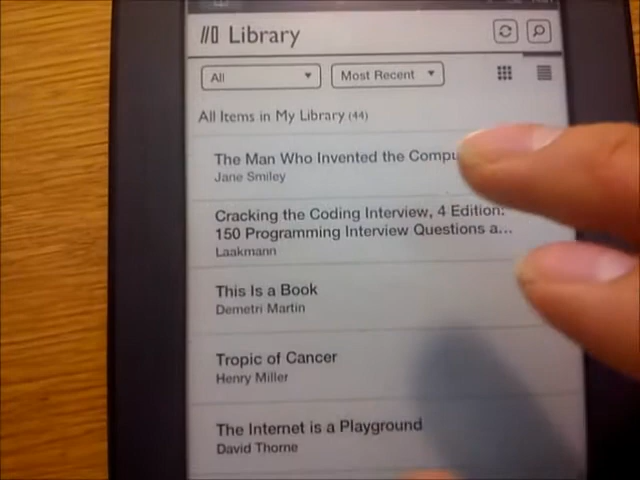 Library
All
Most Recent
All Items in My Library (44)
The Man Who Invented the
Jane Smiley
Cracking the Coding Interview, 4 Edition:
150 Programming Interview Questions a...
Laakmann
This Is a Book
Demetri Martin
Tropic of Cancer
Henry Miller
The Internet is a Playground
David Thorne